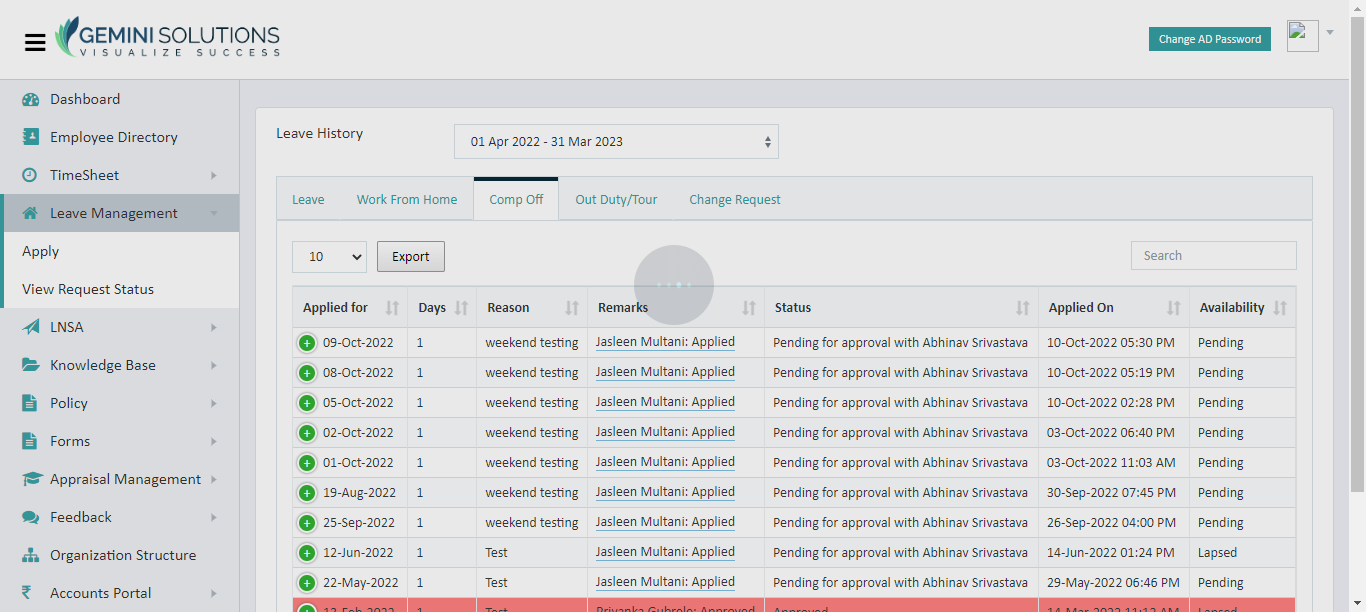 GEMINI SOLUTIONS
VISUALIZE SUCCESS
Change AD Password
Dashboard
Employee Directory
TimeSheet
Leave Management
Apply
View Request Status
LNSA
Knowledge Base
Policy
Forms
Appraisal Management
Feedback
Organization Structure
Accounts Portal
Leave History
01 Apr 2022 - 31 Mar 2023
Leave Work From Home Comp Off Out Duty/Tour Change Request
10 Export Search
Applied for Days Reason Remarks Status Applied On Availability
09-Oct-2022 1 weekend testing Jasleen Multani: Applied Pending for approval with Abhinav Srivastava 10-Oct-2022 05:30 PM Pending
08-Oct-2022 1 weekend testing Jasleen Multani: Applied Pending for approval with Abhinav Srivastava 10-Oct-2022 05:19 PM Pending
05-Oct-2022 1 weekend testing Jasleen Multani: Applied Pending for approval with Abhinav Srivastava 10-Oct-2022 02:28 PM Pending
02-Oct-2022 1 weekend testing Jasleen Multani: Applied Pending for approval with Abhinav Srivastava 03-Oct-2022 06:40 PM Pending
01-Oct-2022 1 weekend testing Jasleen Multani: Applied Pending for approval with Abhinav Srivastava 03-Oct-2022 11:03 AM Pending
19-Aug-2022 1 weekend testing Jasleen Multani: Applied Pending for approval with Abhinav Srivastava 30-Sep-2022 07:45 PM Pending
25-Sep-2022 1 weekend testing Jasleen Multani: Applied Pending for approval with Abhinav Srivastava 26-Sep-2022 04:00 PM Pending
12-Jun-2022 1 Test Jasleen Multani: Applied Pending for approval with Abhinav Srivastava 14-Jun-2022 01:24 PM Lapsed
22-May-2022 1 Test Jasleen Multani: Applied Pending for approval with Abhinav Srivastava 29-May-2022 06:46 PM Pending
1 Test Priyanka Approved Approved Lapsed